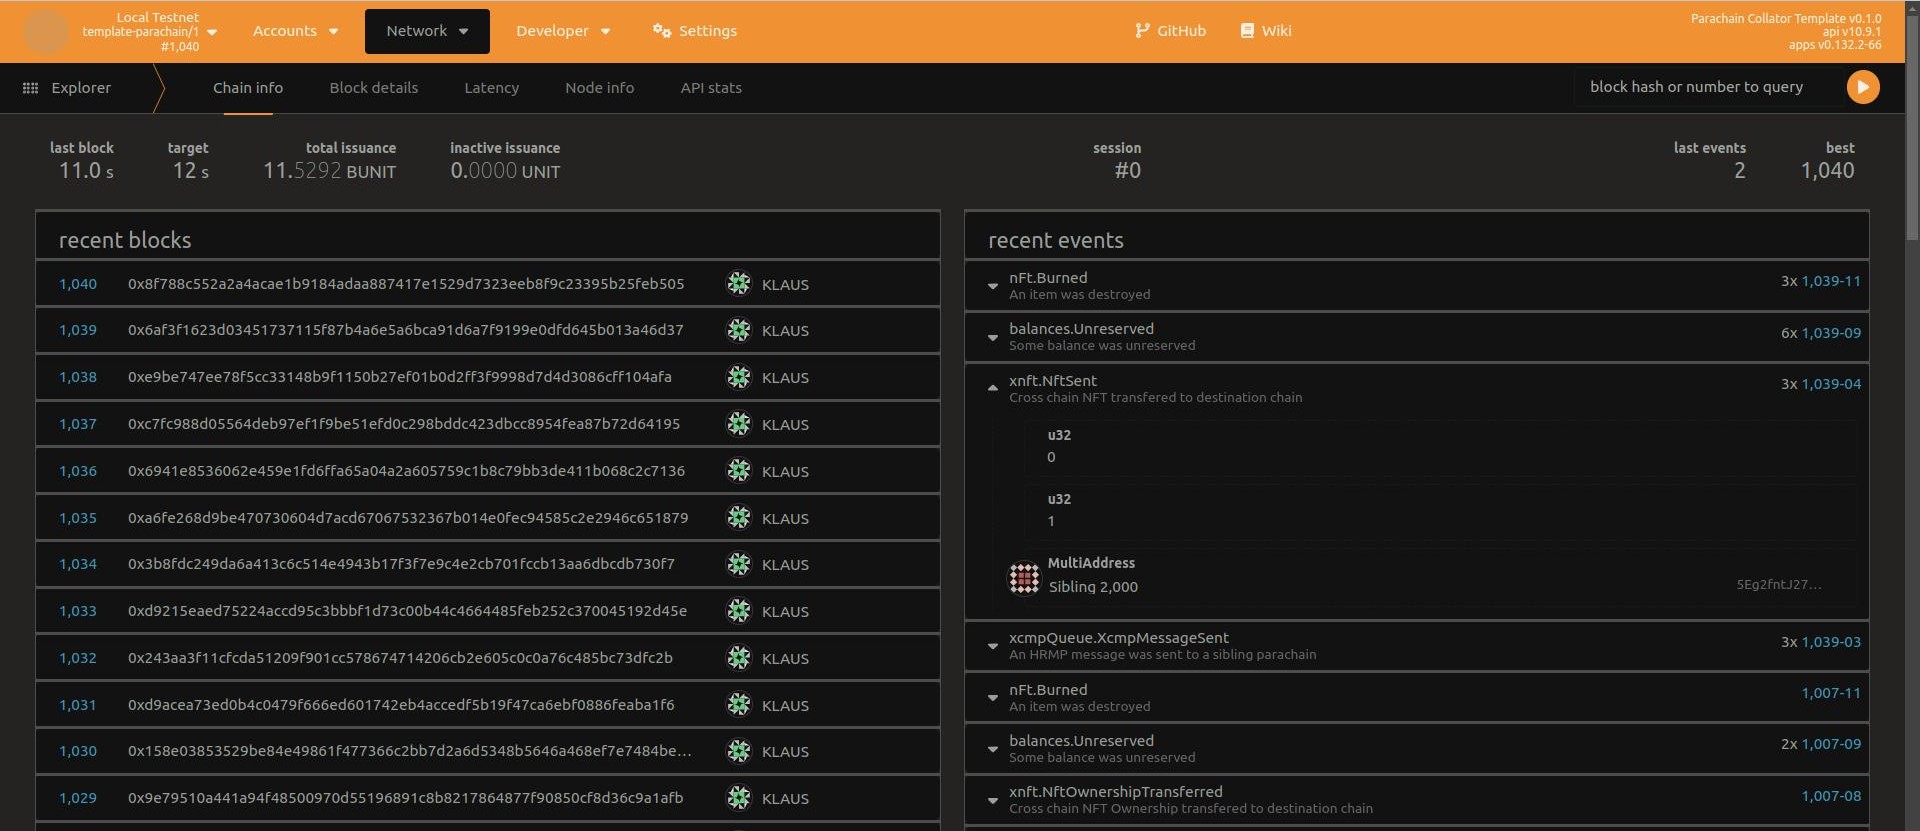 Local Testnet
template-parachain/1
#1,040
Accounts
Network
Developer
Settings
GitHub
Wiki
Parachain Collator Template v0.1.0
api v10.9.1
apps v0.132.2-66
Explorer
Chain info
Block details
Latency
Node info
API stats
block hash or number to query
last block
11.0 s
target
12 s
total issuance
11.5292 BUNIT
inactive issuance
0.0000 UNIT
session
#0
last events
2
best
1,040
recent blocks
1,040 0x8f788c552a2a4acae1b9184adaa887417e1529d7323eeb8f9c23395b25feb505 KLAUS
1,039 0x6af3f1623d03451737115f87b4a6e5a6bca91d6a7f9199e0dfd645b013a46d37 KLAUS
1,038 0xe9be747ee78f5cc33148b9f1150b27ef01b0d2ff3f9998d7d4d3086cff104afa KLAUS
1,037 0xc7fc988d05564deb97ef1f9be51efd0c298bddc423dbcc8954fea87b72d64195 KLAUS
1,036 0x6941e8536062e459e1fd6ffa65a04a2a605759c1b8c79bb3de411b068c2c7136 KLAUS
1,035 0xa6fe268d9be470730604d7acd67067532367b014e0fec94585c2e2946c651879 KLAUS
1,034 0x3b8fdc249da6a413c6c514e4943b17f3f7e9c4e2cb701fccb13aa6dbcdb730f7 KLAUS
1,033 0xd9215eaed75224accd95c3bbbf1d73c00b44c4664485feb252c370045192d45e KLAUS
1,032 0x243aa3f11cfcda51209f901cc578674714206cb2e605c0c0a76c485bc73dfc2b KLAUS
1,031 0xd9acea73ed0b4c0479f666ed601742eb4accedf5b19f47ca6ebf0886feaba1f6 KLAUS
1,030 0x158e03853529be84e49861f477366c2bb7d2a6d5348b5646a468ef7e7484be... KLAUS
1,029 0x9e79510a441a94f48500970d55196891c8b8217864877f90850cf8d36c9a1afb KLAUS
recent events
nFt.Burned 3x 1,039-11
An item was destroyed
balances.Unreserved 6x 1,039-09
Some balance was unreserved
xnft.NftSent 3x 1,039-04
Cross chain NFT transfered to destination chain
u32
0
u32
1
MultiAddress
Sibling 2,000 5Eg2fntJ27...
xcmpQueue.XcmpMessageSent 3x 1,039-03
An HRMP message was sent to a sibling parachain
nFt.Burned 1,007-11
An item was destroyed
balances.Unreserved 2x 1,007-09
Some balance was unreserved
xnft.NftOwnershipTransferred 1,007-08
Cross chain NFT Ownership transfered to destination chain